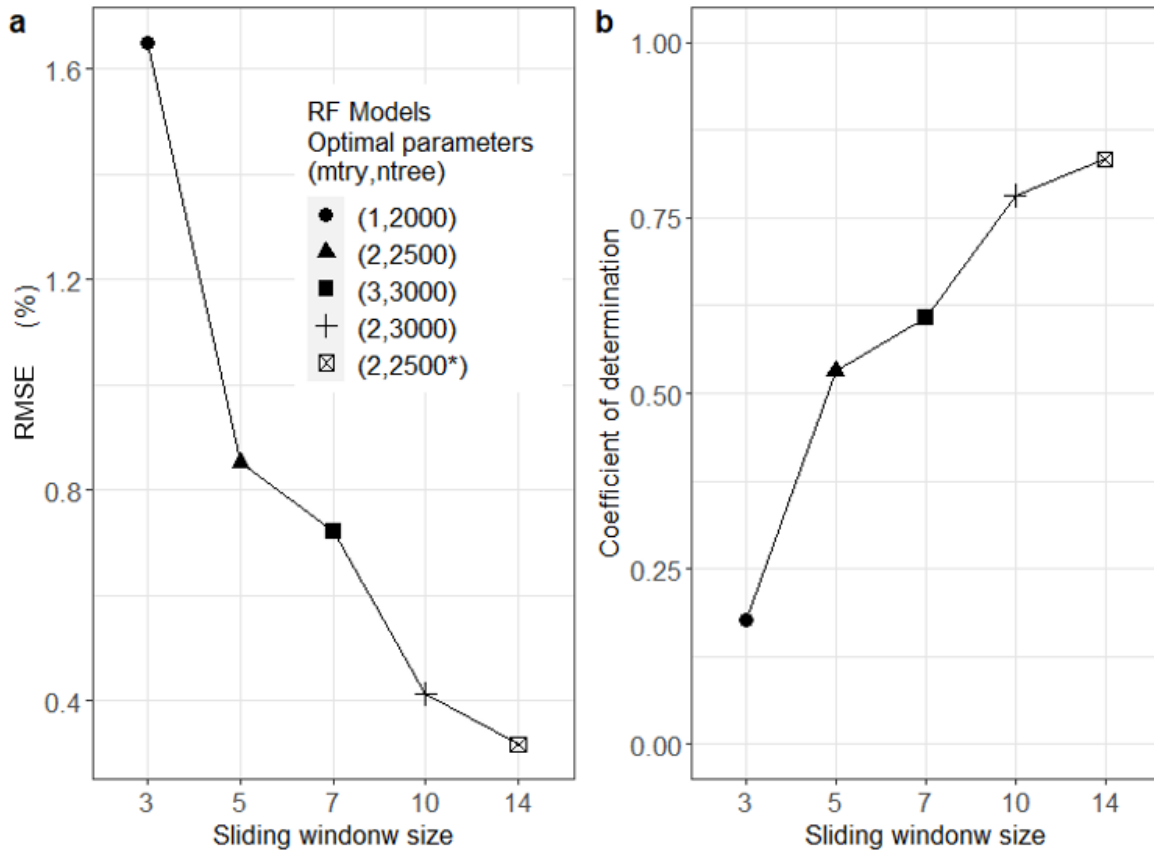 a
1.6
1.2
0.8
0.4
RMSE (%)
RF Models
Optimal parameters
(mtry,ntree)
(1,2000)
(2,2500)
(3,3000)
(2,3000)
(2,2500*)
3 5 7 10 14
Sliding windonw size
b
1.00
0.75
0.50
0.25
0.00
Coefficient of determination
3 5 7 10 14
Sliding windonw size